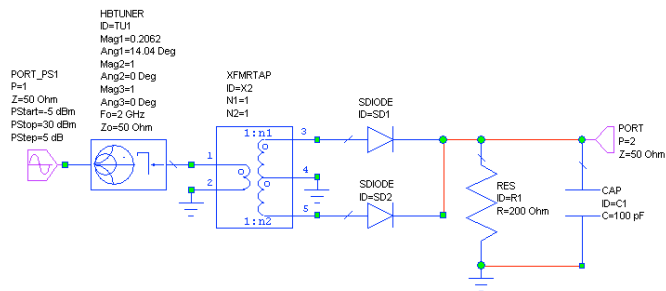 HBTUNER
ID=TU1
Mag1=0.2062
Ang1=14.04 Deg
Mag2=1
Ang2=0 Deg
Mag3=1
Ang3=0 Deg
Fo=2 GHz
Zo=50 Ohm
PORT_PS1
P=1
Z=50 Ohm
PStart=-5 dBm
PStop=30 dBm
PStep=5 dB
XFMRTAP
ID=X2
N1=1
N2=1
1:n1
1
2
3
4
5
1:n2
SDIODE
ID=SD1
SDIODE
ID=SD2
RES
ID=R1
R=200 Ohm
CAP
ID=C1
C=100 pF
PORT
P=2
Z=50 Ohm